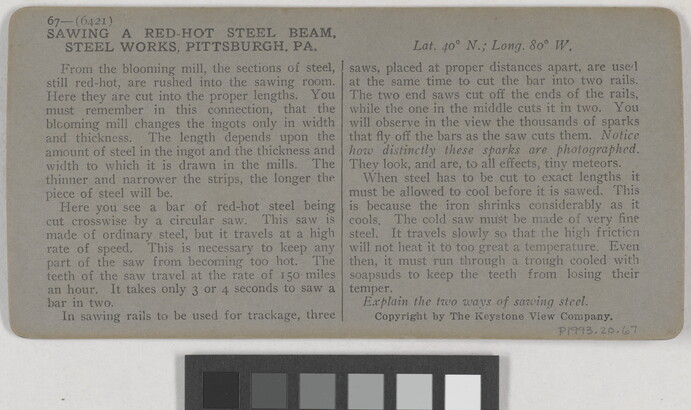 67—(6421)
SAWING A RED-HOT STEEL BEAM,
STEEL WORKS, PITTSBURGH, PA.
Lat. 40° N.; Long. 80° W.
From the blooming mill, the sections of steel,
still red-hot, are rushed into the sawing room.
Here they are cut into the proper lengths. You
must remember in this connection, that the
blooming mill changes the ingots only in width
and thickness. The length depends upon the
amount of steel in the ingot and the thickness and
width to which it is drawn in the mills. The
thinner and narrower the strips, the longer the
piece of steel will be.
Here you see a bar of red-hot steel being
cut crosswise by a circular saw. This saw is
made of ordinary steel, but it travels at a high
rate of speed. This is necessary to keep any
part of the saw from becoming too hot. The
teeth of the saw travel at the rate of 150 miles
an hour. It takes only 3 or 4 seconds to saw a
bar in two.
In sawing rails to be used for trackage, three
saws, placed at proper distances apart, are used
at the same time to cut the bar into two rails.
The two end saws cut off the ends of the rails,
while the one in the middle cuts it in two. You
will observe in the view the thousands of sparks
that fly off the bars as the saw cuts them. Notice
how distinctly these sparks are photographed.
They look, and are, to all effects, tiny meteors.
When steel has to be cut to exact lengths it
must be allowed to cool before it is sawed. This
is because the iron shrinks considerably as it
cools. The cold saw must be made of very fine
steel. It travels slowly so that the high friction
will not heat it to too great a temperature. Even
then, it must run through a trough cooled with
soapsuds to keep the teeth from losing their
temper.
Explain the two ways of sawing steel.
Copyright by The Keystone View Company.
P1993.20.67